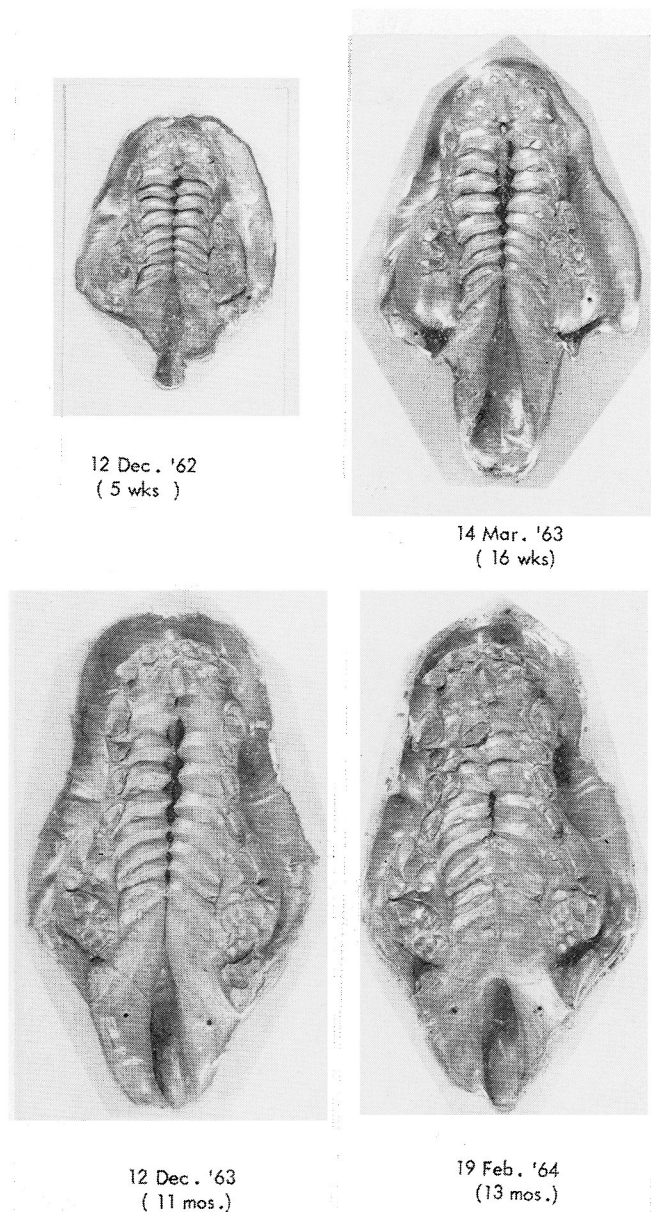 12 Dec. '62
( 5 wks )
14 Mar. '63
( 16 wks)
12 Dec. '63
( 11 mos.)
19 Feb. '64
(13 mos.)